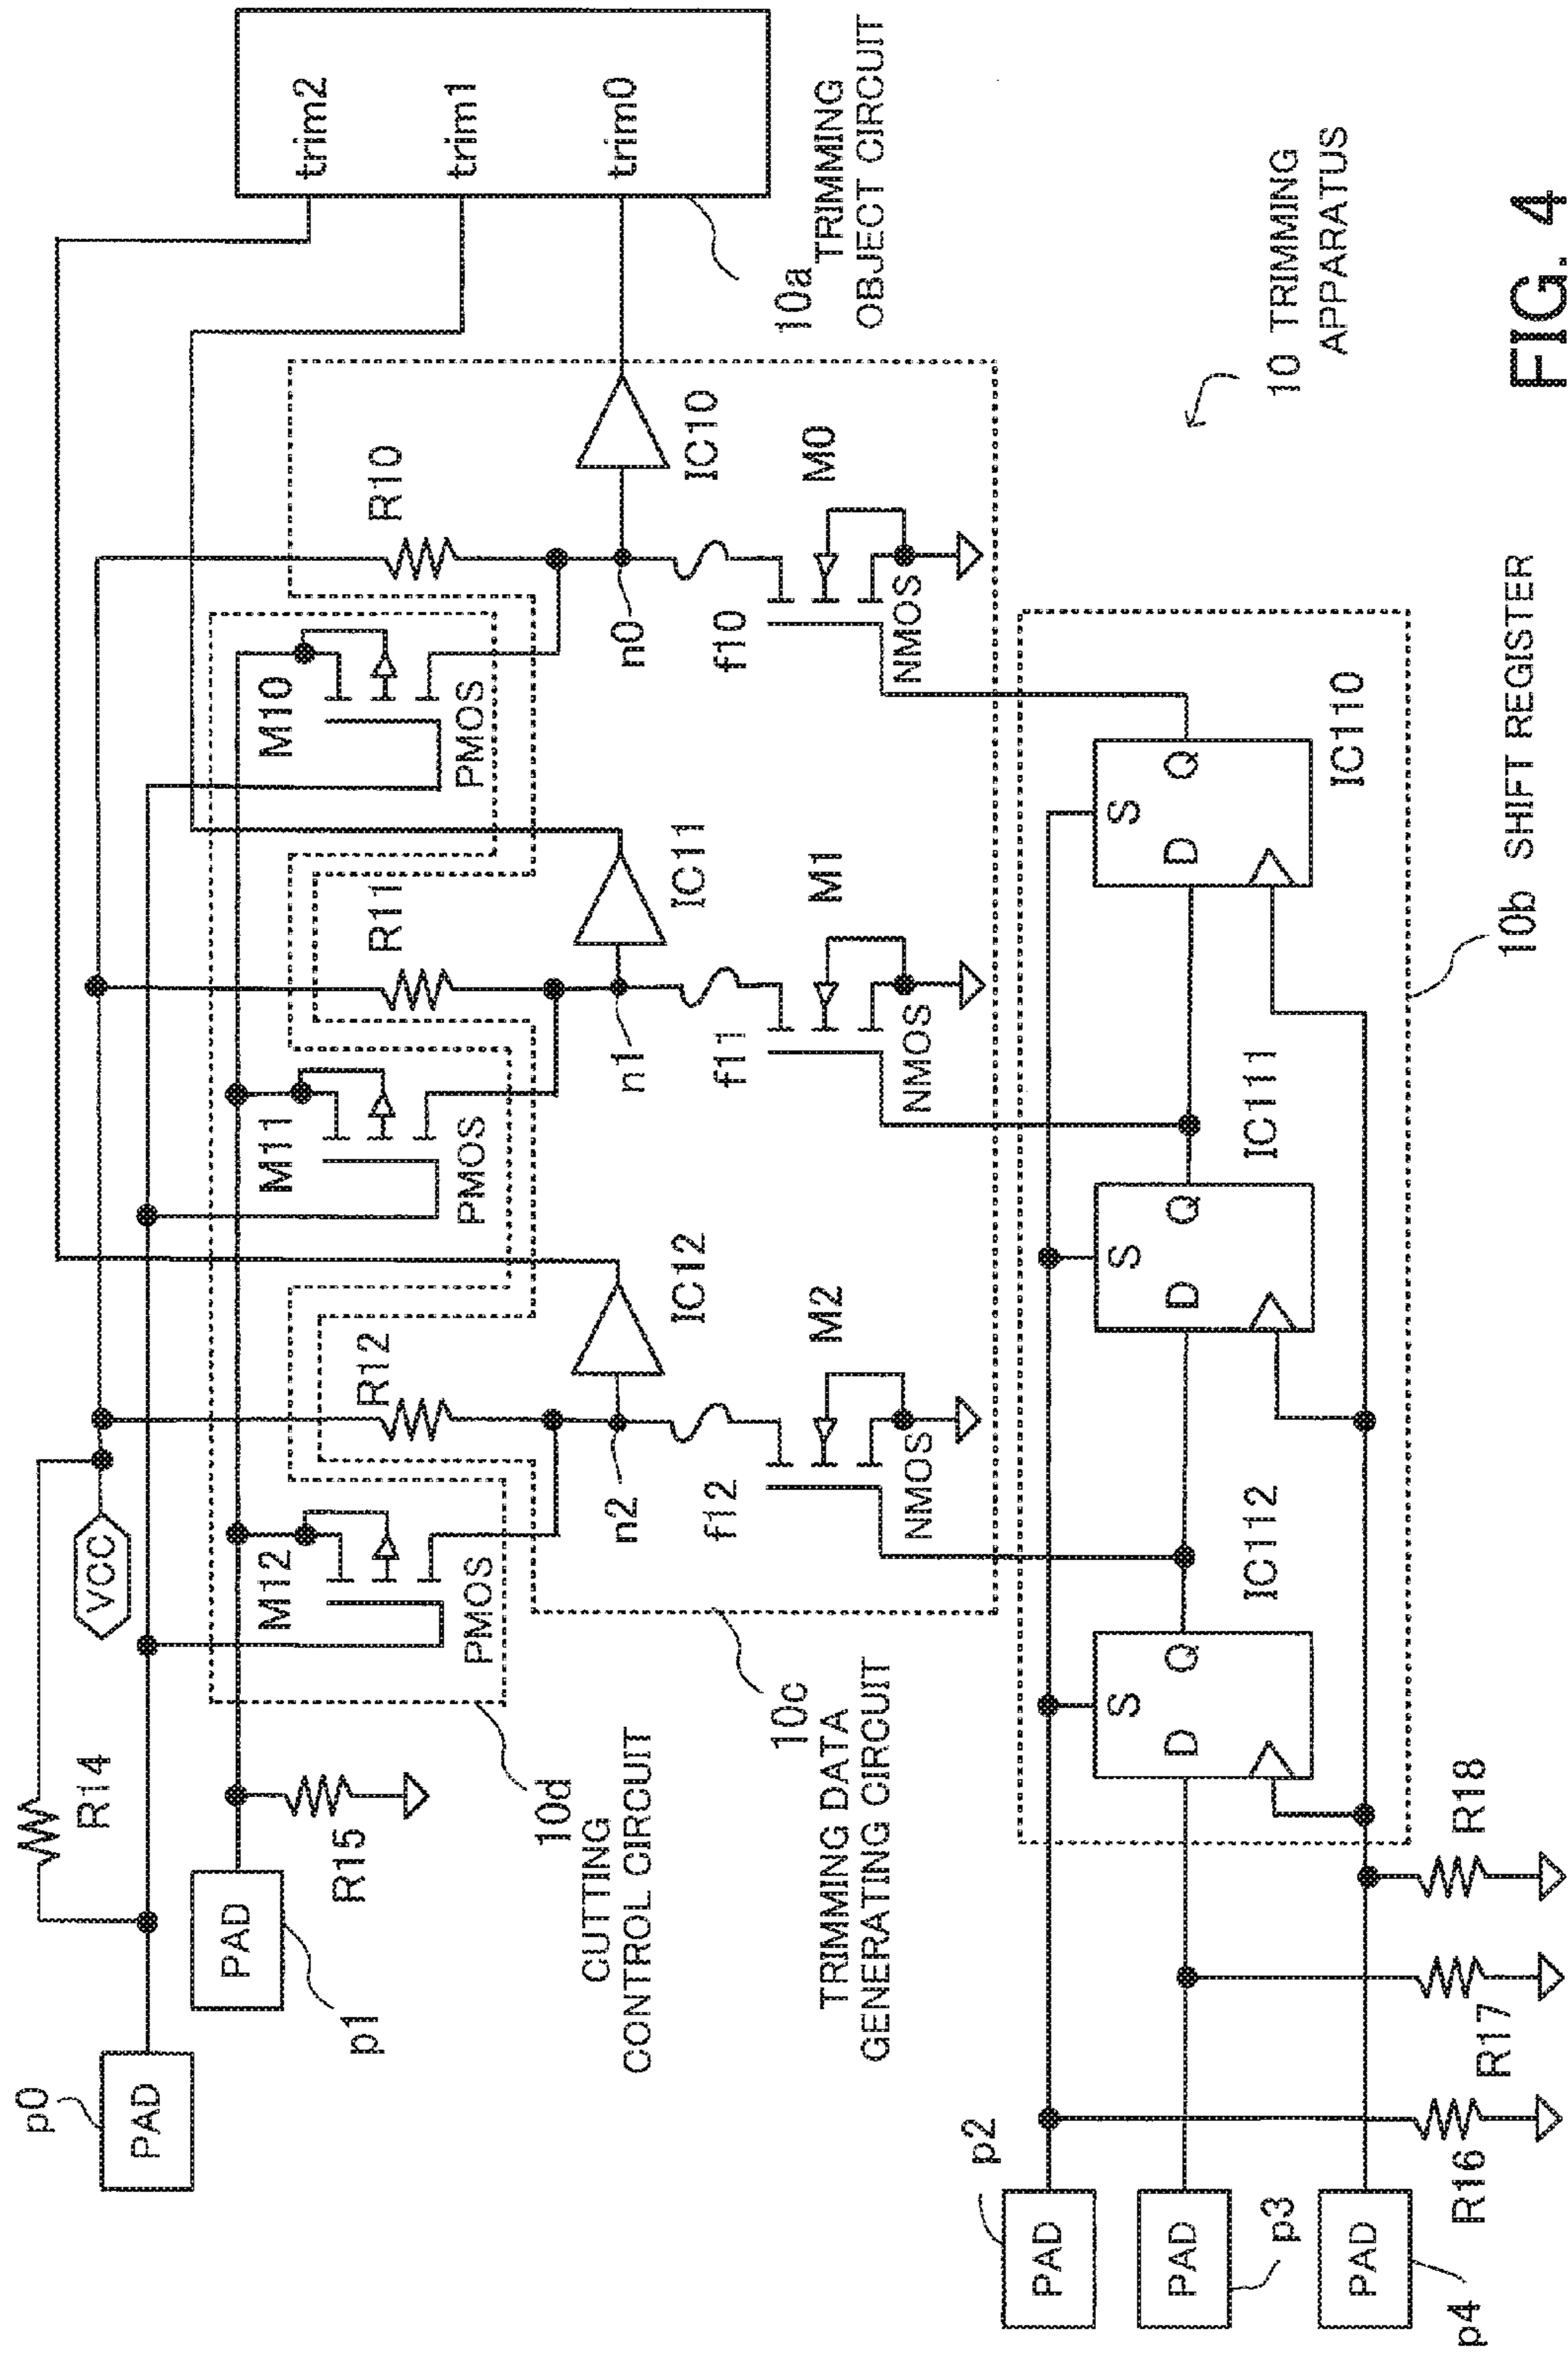 p0
PAD
R14
VCC
PAD
p1
R15
M12
PMOS
R12
M11
PMOS
R11
M10
PMOS
R10
trim2
trim1
trim0
10a TRIMMING
OBJECT CIRCUIT
10d
CUTTING
CONTROL CIRCUIT
n2
IC12
n1
IC11
n0
IC10
f12
M2
NMOS
f11
M1
NMOS
f10
M0
NMOS
10c
TRIMMING DATA
GENERATING CIRCUIT
p2
PAD
PAD
p3
PAD
p4
R16
R17
R18
S
D
Q
IC112
S
D
Q
IC111
S
D
Q
IC110
10b SHIFT REGISTER
10 TRIMMING
APPARATUS
FIG. 4